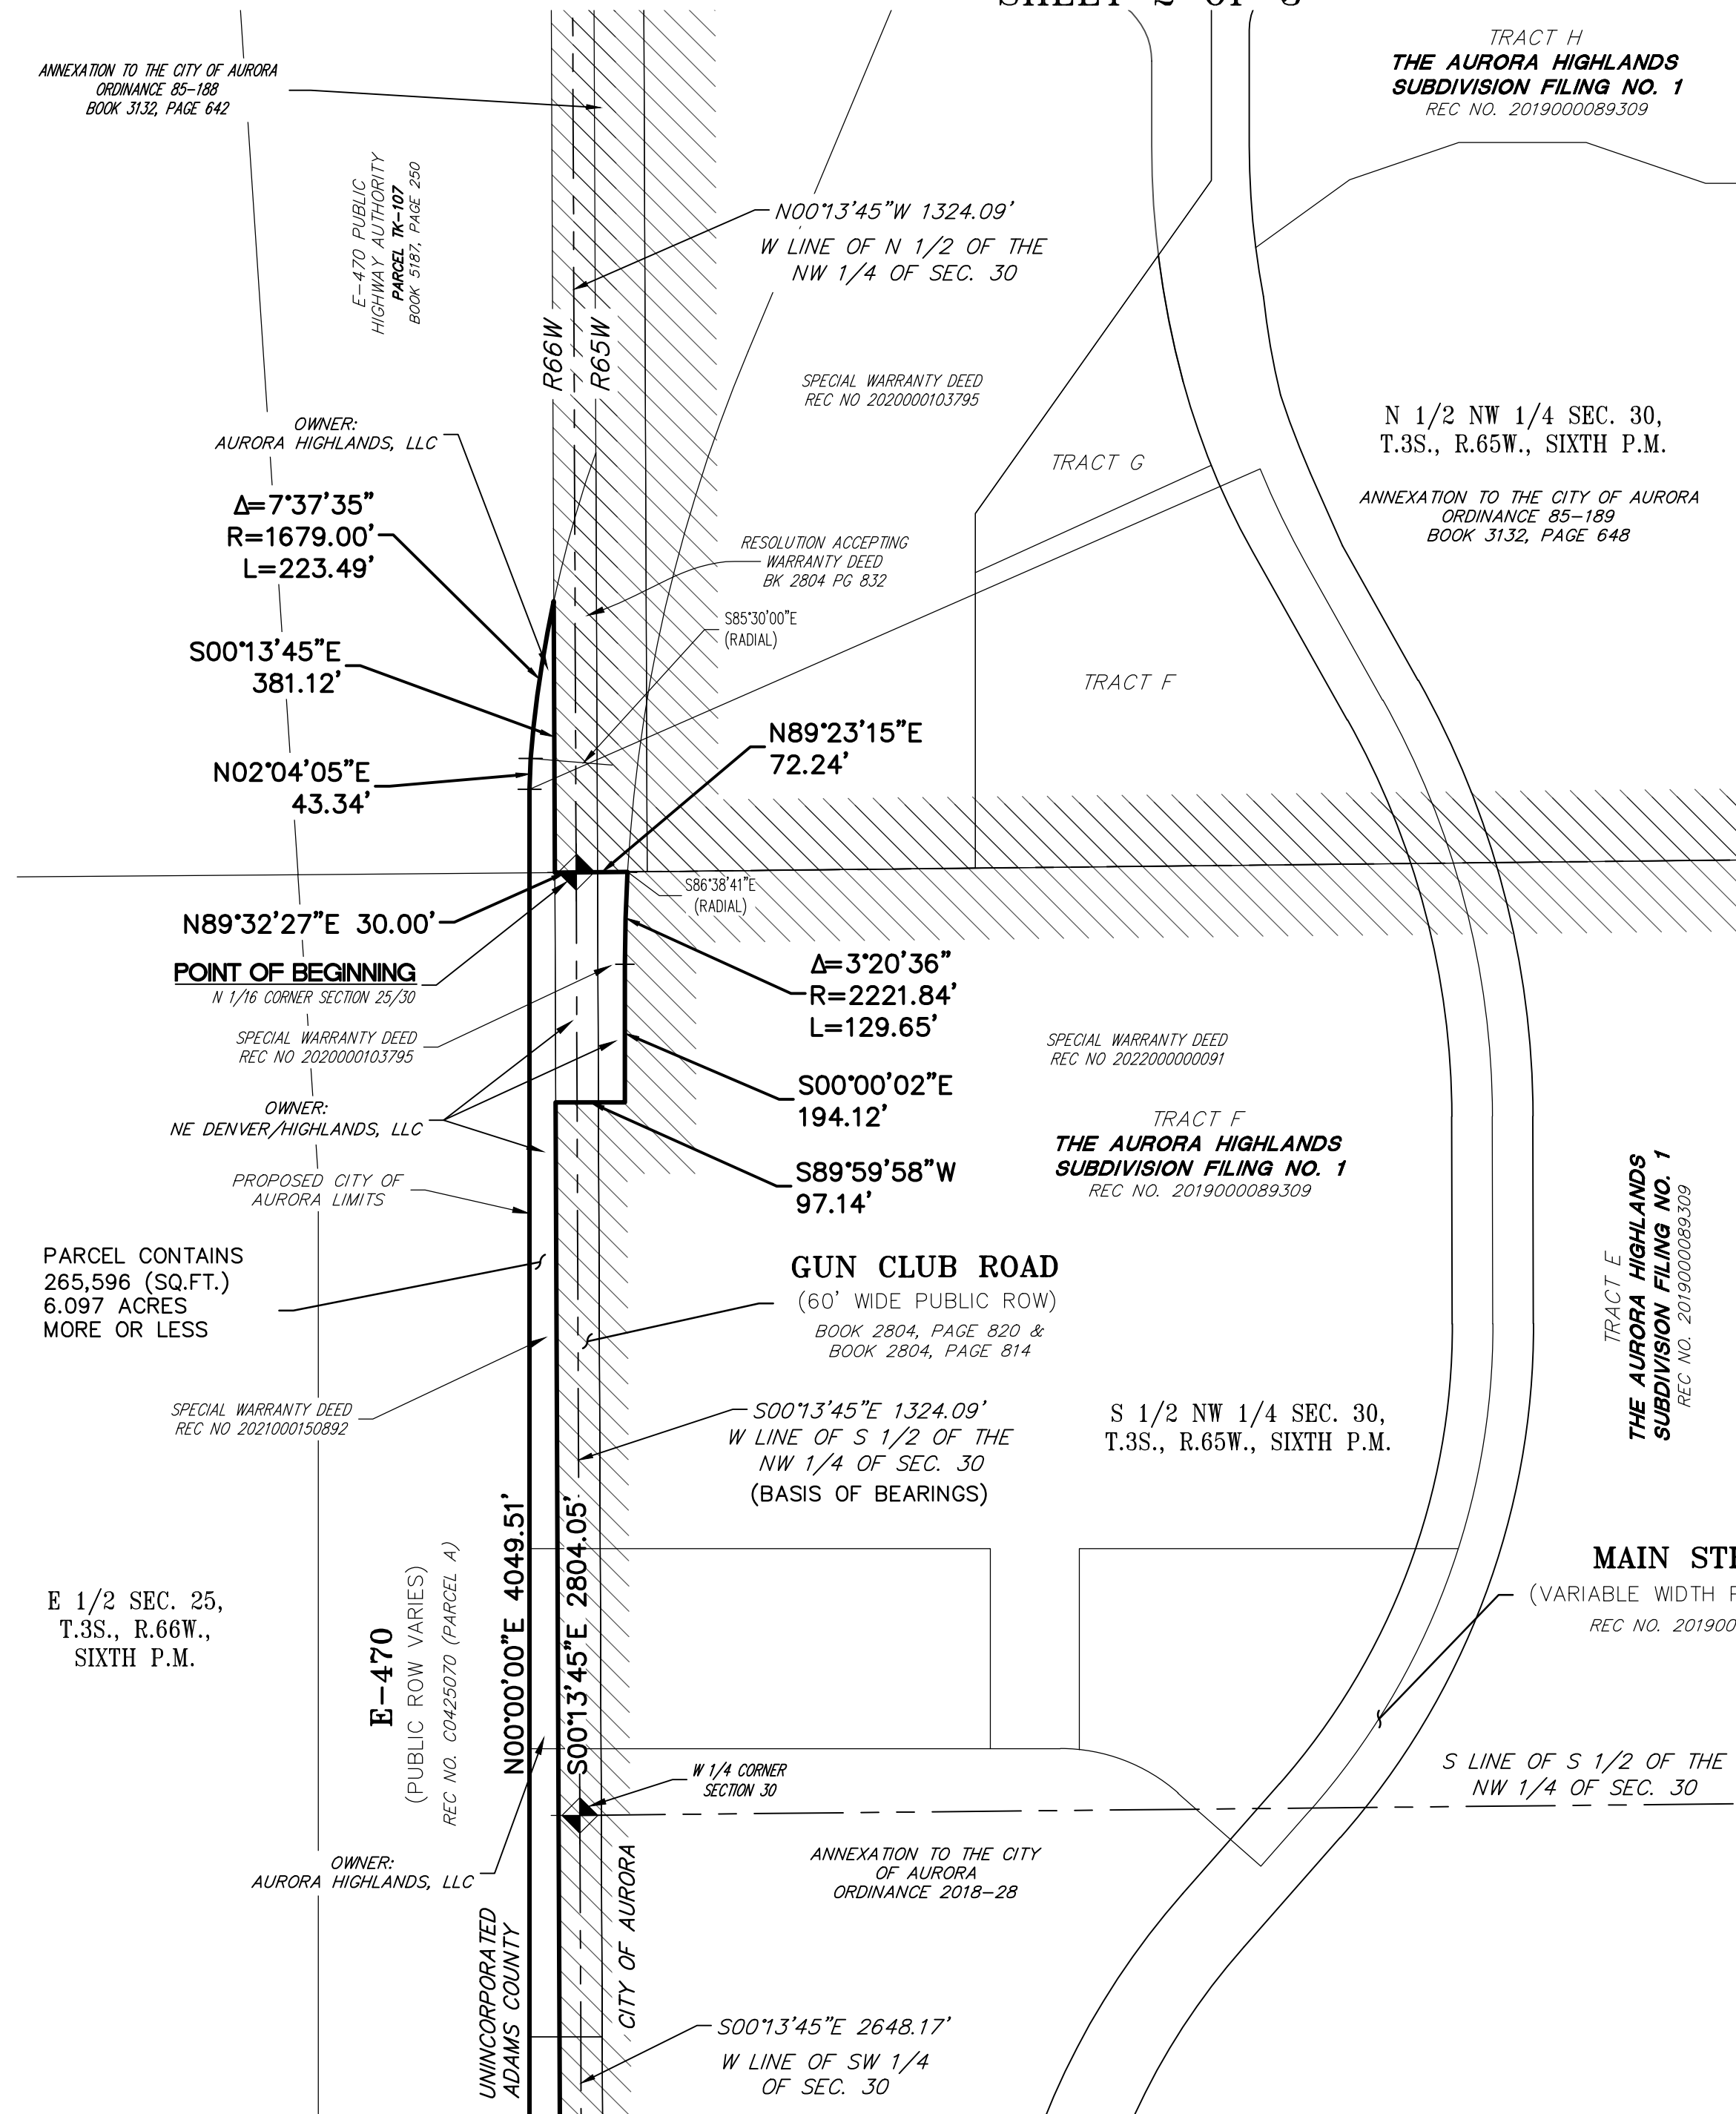 TRACT H
THE AURORA HIGHLANDS
SUBDIVISION FILING NO. 1
REC NO. 2019000089309
ANNEXATION TO THE CITY OF AURORA
ORDINANCE 85-188
BOOK 3132, PAGE 642
E-470 PUBLIC
HIGHWAY AUTHORITY
PARCEL TK-107
BOOK 5187, PAGE 250
N00°13'45"W 1324.09'
W LINE OF N 1/2 OF THE
NW 1/4 OF SEC. 30
R66W
R65W
SPECIAL WARRANTY DEED
REC NO 2020000103795
OWNER:
AURORA HIGHLANDS, LLC
N 1/2 NW 1/4 SEC. 30,
T.3S., R.65W., SIXTH P.M.
TRACT G
ANNEXATION TO THE CITY OF AURORA
ORDINANCE 85-189
BOOK 3132, PAGE 648
Δ=7°37'35"
R=1679.00'
L=223.49'
RESOLUTION ACCEPTING
WARRANTY DEED
BK 2804 PG 832
S85°30'00"E
(RADIAL)
S00°13'45"E
381.12'
TRACT F
N89°23'15"E
72.24'
N02°04'05"E
43.34'
S86°38'41"E
(RADIAL)
N89°32'27"E 30.00'
POINT OF BEGINNING
N 1/16 CORNER SECTION 25/30
Δ=3°20'36"
R=2221.84'
L=129.65'
SPECIAL WARRANTY DEED
REC NO 2020000103795
SPECIAL WARRANTY DEED
REC NO 2022000000091
S00°00'02"E
194.12'
OWNER:
NE DENVER/HIGHLANDS, LLC
TRACT F
THE AURORA HIGHLANDS
SUBDIVISION FILING NO. 1
REC NO. 2019000089309
S89°59'58"W
97.14'
PROPOSED CITY OF
AURORA LIMITS
TRACT E
THE AURORA HIGHLANDS
SUBDIVISION FILING NO. 1
REC NO. 2019000089309
PARCEL CONTAINS
265,596 (SQ.FT.)
6.097 ACRES
MORE OR LESS
GUN CLUB ROAD
(60' WIDE PUBLIC ROW)
BOOK 2804, PAGE 820 &
BOOK 2804, PAGE 814
SPECIAL WARRANTY DEED
REC NO 2021000150892
S00°13'45"E 1324.09'
W LINE OF S 1/2 OF THE
NW 1/4 OF SEC. 30
(BASIS OF BEARINGS)
S 1/2 NW 1/4 SEC. 30,
T.3S., R.65W., SIXTH P.M.
N00°00'00"E 4049.51'
S00°13'45"E 2804.05'
E 1/2 SEC. 25,
T.3S., R.66W.,
SIXTH P.M.
E-470
(PUBLIC ROW VARIES)
REC NO. C0425070 (PARCEL A)
MAIN
(VARIABLE WIDTH
REC NO.
W 1/4 CORNER
SECTION 30
S LINE OF S 1/2 OF THE
NW 1/4 OF SEC. 30
OWNER:
AURORA HIGHLANDS, LLC
ANNEXATION TO THE CITY
OF AURORA
ORDINANCE 2018-28
UNINCORPORATED
ADAMS COUNTY
CITY OF AURORA
S00°13'45"E 2648.17'
W LINE OF SW 1/4
OF SEC. 30